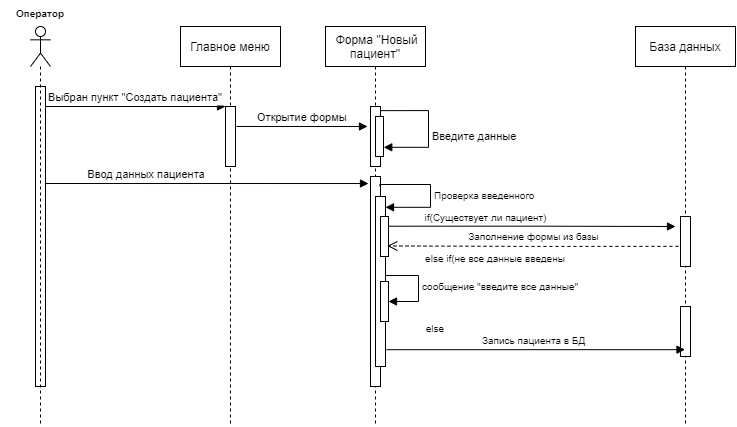 Оператор
Главное меню
Форма "Новый
пациент"
База данных
Выбран пункт "Создать пациента"
Открытие формы
Введите данные
Ввод данных пациента
Проверка введенного
if(Существует ли пациент)
Заполнение формы из базы
else if(не все данные введены
сообщение "введите все данные"
else
Запись пациента в БД